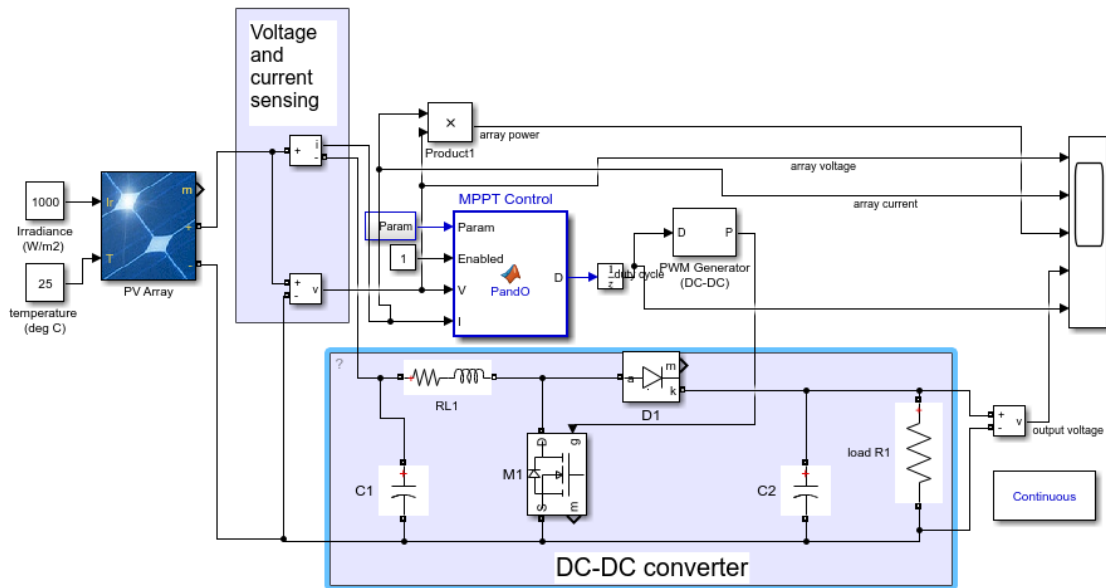 Voltage
and
current
sensing
+
i
-
×
Product1
array power
array voltage
array current
1000
Irradiance
(W/m2)
25
temperature
(deg C)
Ir
T
m
+
-
PV Array
+
-
v
MPPT Control
Param
1
Param
Enabled
V
I
PandO
D
1
z
duty cycle
D
P
PWM Generator
(DC-DC)
?
RL1
a
m
k
D1
C1
M1
D
g
S
m
C2
load R1
+
-
v
output voltage
Continuous
DC-DC converter